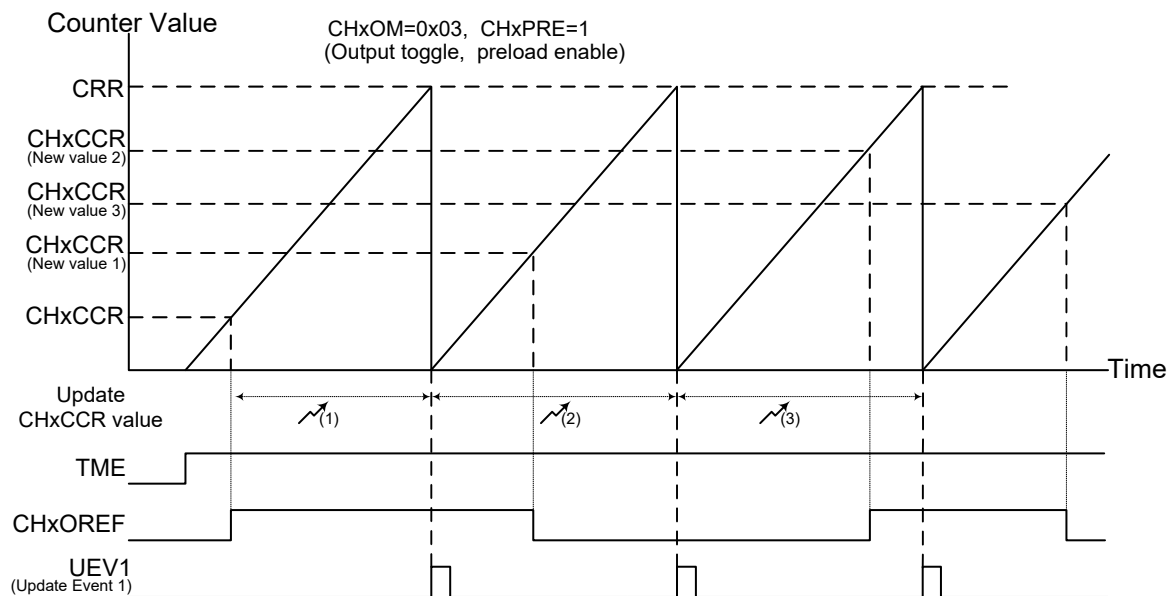 Counter Value
CHxOM=0x03, CHxPRE=1
(Output toggle, preload enable)
CRR
CHxCCR
(New value 2)
CHxCCR
(New value 3)
CHxCCR
(New value 1)
CHxCCR
Time
Update
CHxCCR value
(1)
(2)
(3)
TME
CHxOREF
UEV1
(Update Event 1)